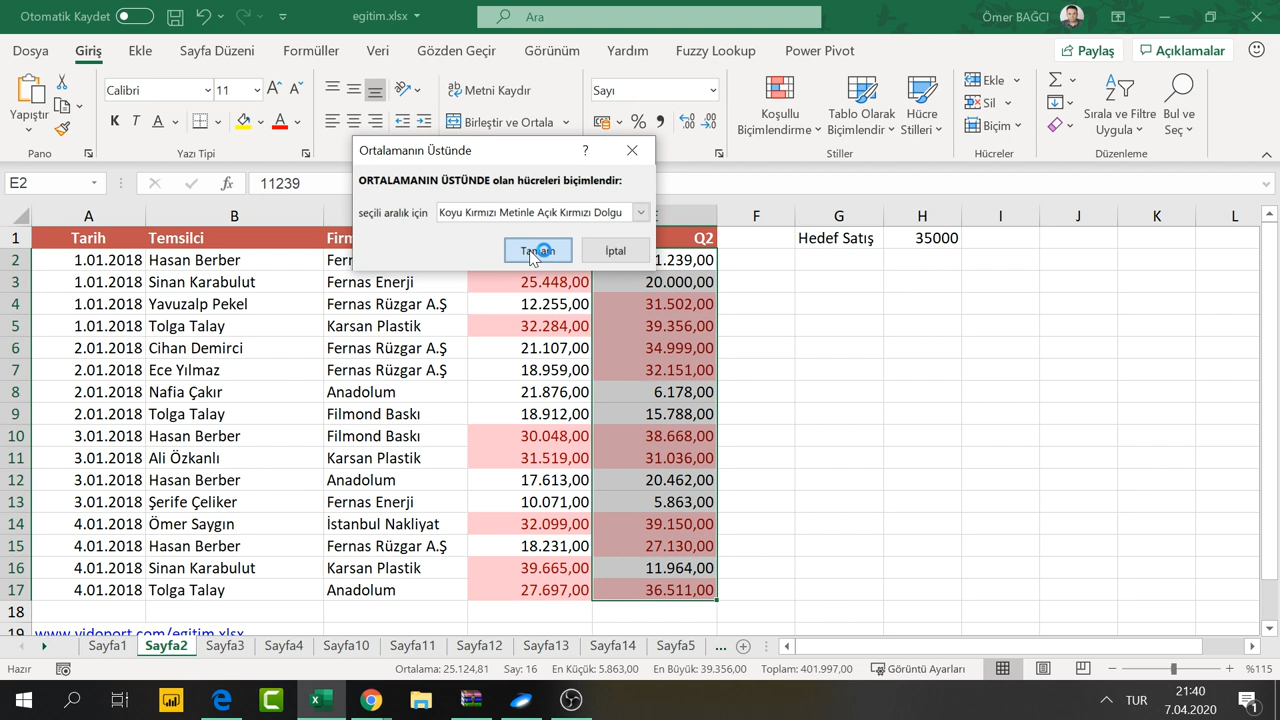 Otomatik Kaydet
egitim.xlsx
Ara
Ömer BAĞCI
Dosya Giriş Ekle Sayfa Düzeni Formüller Veri Gözden Geçir Görünüm Yardım Fuzzy Lookup Power Pivot Paylaş Açıklamalar
Yapıştır
Pano
Calibri 11
K T A
Yazı Tipi
Metni Kaydır
Birleştir ve Ortala
Sayı
Koşullu Biçimlendirme
Tablo Olarak Biçimlendir
Hücre Stilleri
Stiller
Ekle
Sil
Biçim
Hücreler
Sırala ve Filtre Uygula
Bul ve Seç
Düzenleme
Ortalamanın Üstünde ?
ORTALAMANIN ÜSTÜNDE olan hücreleri biçimlendir:
seçili aralık için Koyu Kırmızı Metinle Açık Kırmızı Dolgu
İptal
E2 fx 11239
A B F G H I J K L
1 Tarih Temsilci Q2 Hedef Satış 35000
2 1.01.2018 Hasan Berber
3 1.01.2018 Sinan Karabulut Fernas Enerji 25.448,00 20.000,00
4 1.01.2018 Yavuzalp Pekel Fernas Rüzgar A.Ş 12.255,00 31.502,00
5 1.01.2018 Tolga Talay Karsan Plastik 32.284,00 39.356,00
6 2.01.2018 Cihan Demirci Fernas Rüzgar A.Ş 21.107,00 34.999,00
7 2.01.2018 Ece Yılmaz Fernas Rüzgar A.Ş 18.959,00 32.151,00
8 2.01.2018 Nafia Çakır Anadolum 21.876,00 6.178,00
9 2.01.2018 Tolga Talay Filmond Baskı 18.912,00 15.788,00
10 3.01.2018 Hasan Berber Filmond Baskı 30.048,00 38.668,00
11 3.01.2018 Ali Özkanlı Karsan Plastik 31.519,00 31.036,00
12 3.01.2018 Hasan Berber Anadolum 17.613,00 20.462,00
13 3.01.2018 Şerife Çeliker Fernas Enerji 10.071,00 5.863,00
14 4.01.2018 Ömer Saygın İstanbul Nakliyat 32.099,00 39.150,00
15 4.01.2018 Hasan Berber Fernas Rüzgar A.Ş 18.231,00 27.130,00
16 4.01.2018 Sinan Karabulut Karsan Plastik 39.665,00 11.964,00
17 4.01.2018 Tolga Talay Anadolum 27.697,00 36.511,00
18
19 www.vidoport.com/egitim.xlsx
Sayfa1 Sayfa2 Sayfa3 Sayfa4 Sayfa10 Sayfa11 Sayfa12 Sayfa13 Sayfa14 Sayfa5 ...
Hazır Ortalama: 25.124,81 Say: 16 En Küçük: 5.863,00 En Büyük: 39.356,00 Toplam: 401.997,00 Görüntü Ayarları %115
TUR
21:40
7.04.2020
1